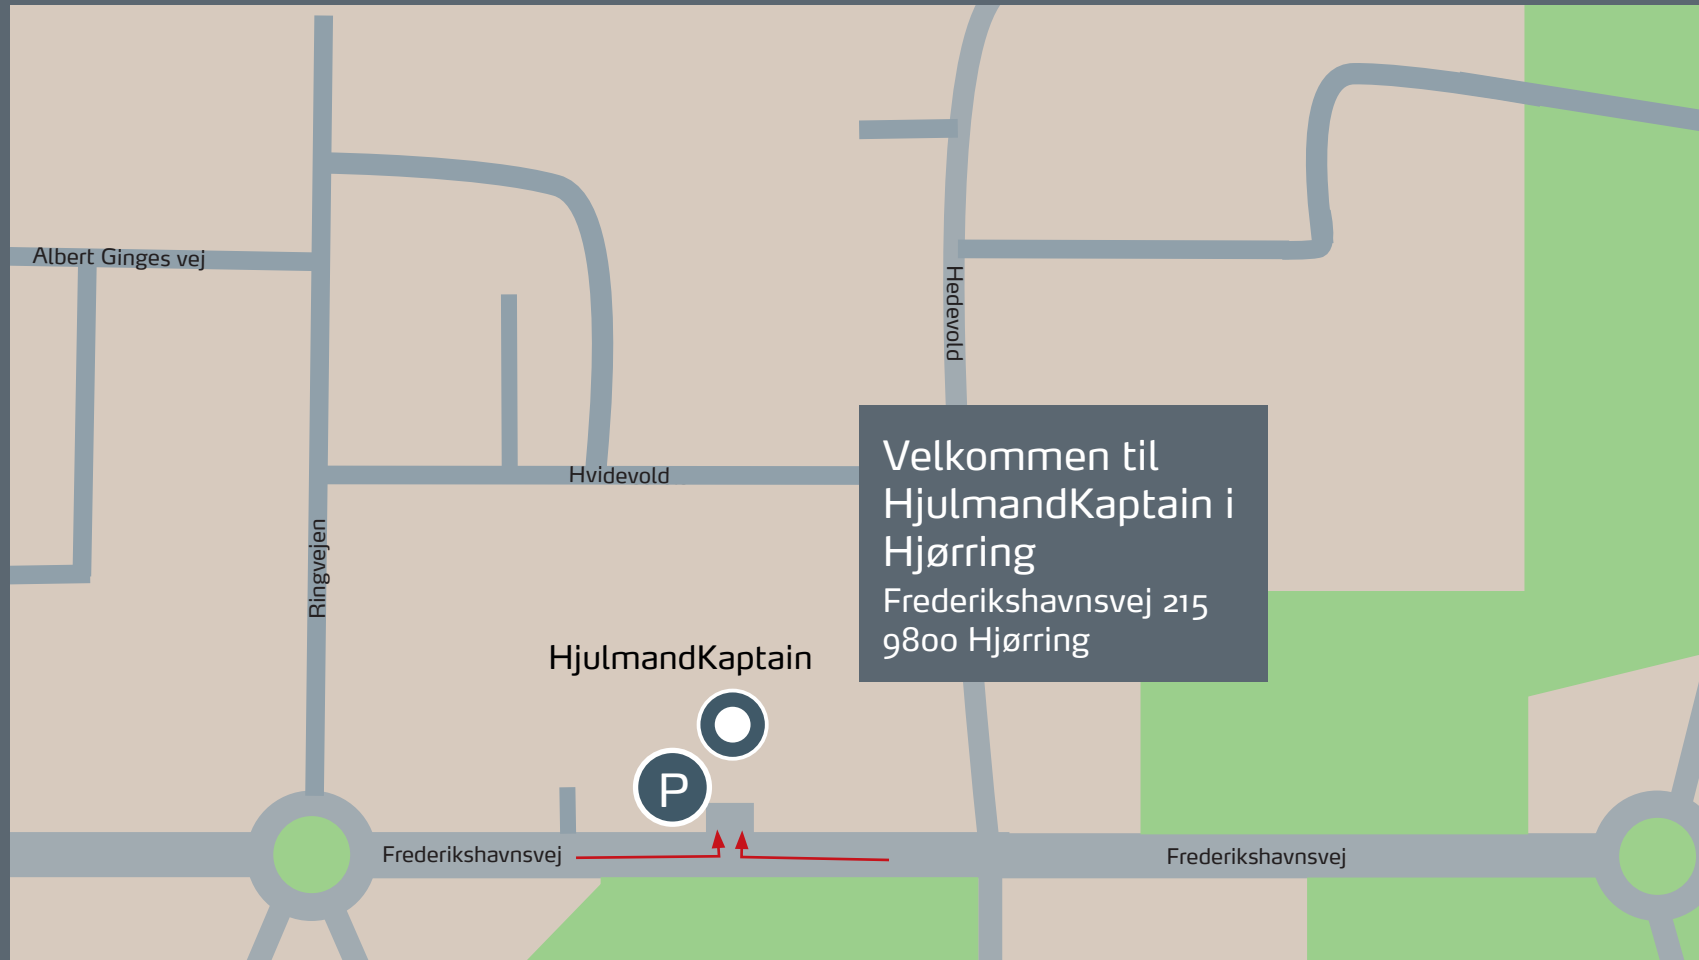 Albert Ginges vej
Hedevold
Velkommen til
HjulmandKaptain i
Hjørring
Frederikshavnsvej 215
9800 Hjørring
Hvidevold
Ringvejen
HjulmandKaptain
P
Frederikshavnsvej
Frederikshavnsvej